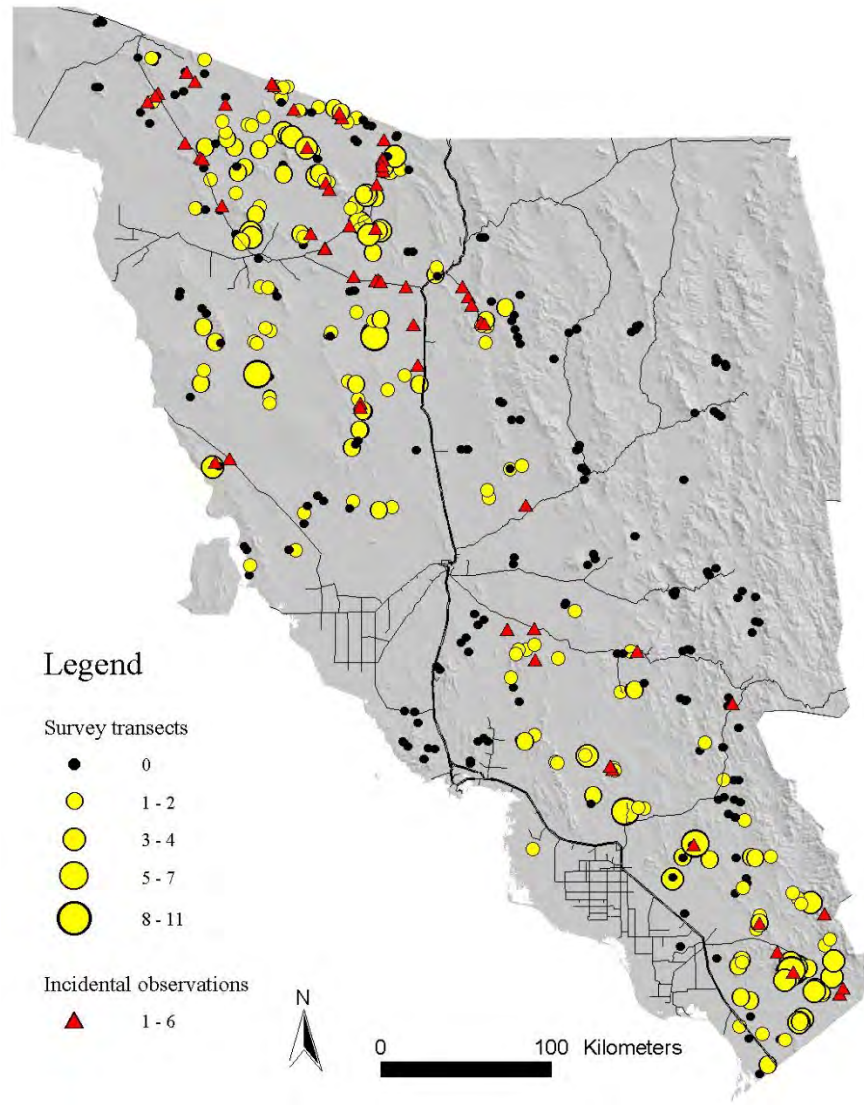 Legend
Survey transects
0
1 - 2
3 - 4
5 - 7
8 - 11
Incidental observations
1 - 6
N
0 100 Kilometers